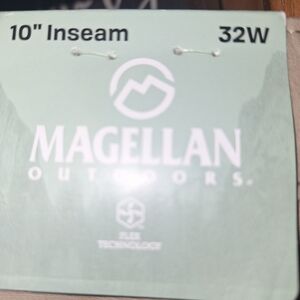 10" Inseam 32W
MAGELLAN
OUTDOORS®
FLEX
TECHNOLOGY